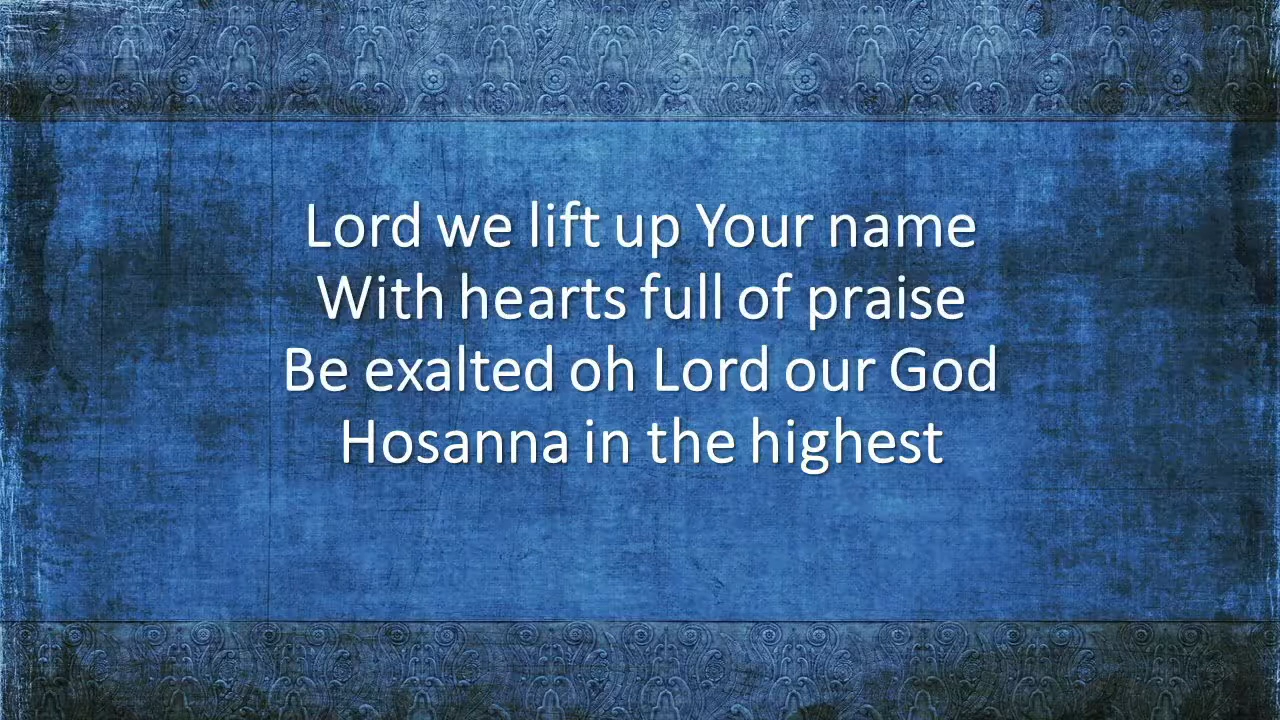 Lord we lift up Your name
With hearts full of praise
Be exalted oh Lord our God
Hosanna in the highest